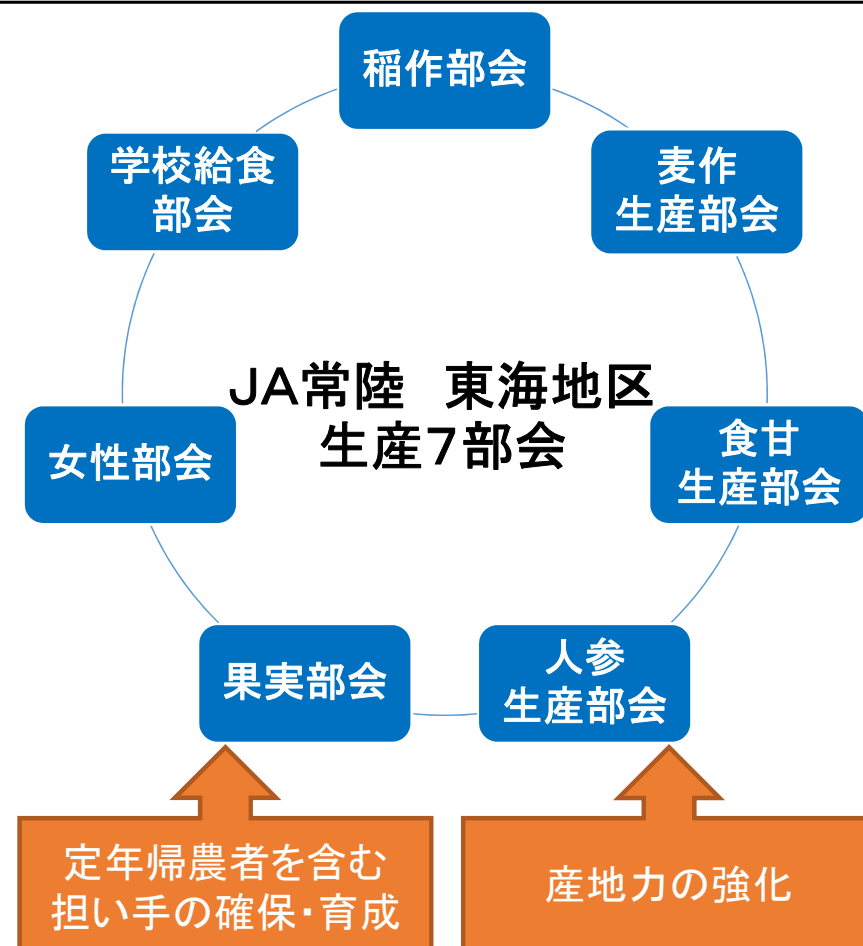 稲作部会
学校給食
部会
麦作
生産部会
JA常陸　東海地区
生産7部会
女性部会
食甘
生産部会
果実部会
人参
生産部会
定年帰農者を含む
担い手の確保・育成
産地力の強化